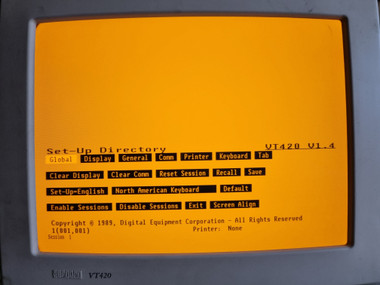 Set-Up Directory VT420 V1.4
Global Display General Comm Printer Keyboard Tab
Clear Display Clear Comm Reset Session Recall Save
Set-Up=English North American Keyboard Default
Enable Sessions Disable Sessions Exit Screen Align
Copyright © 1989, Digital Equipment Corporation - All Rights Reserved
1(001,001) Printer: None
Session 1
digital VT420